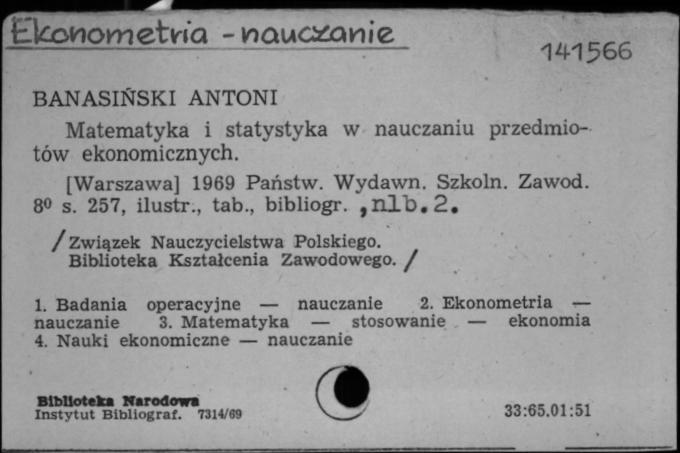 Ekonometria - nauczanie
141566
BANASIŃSKI ANTONI
Matematyka i statystyka w nauczaniu przedmio-
tów ekonomicznych.
[Warszawa] 1969 Państw. Wydawn. Szkoln. Zawod.
8⁰ s. 257, ilustr., tab., bibliogr. ,nlb.2.
/Związek Nauczycielstwa Polskiego.
Biblioteka Kształcenia Zawodowego./
1. Badania operacyjne — nauczanie 2. Ekonometria —
nauczanie 3. Matematyka — stosowanie — ekonomia
4. Nauki ekonomiczne — nauczanie
Biblioteka Narodowa
Instytut Bibliograf. 7314/69
33:65.01:51